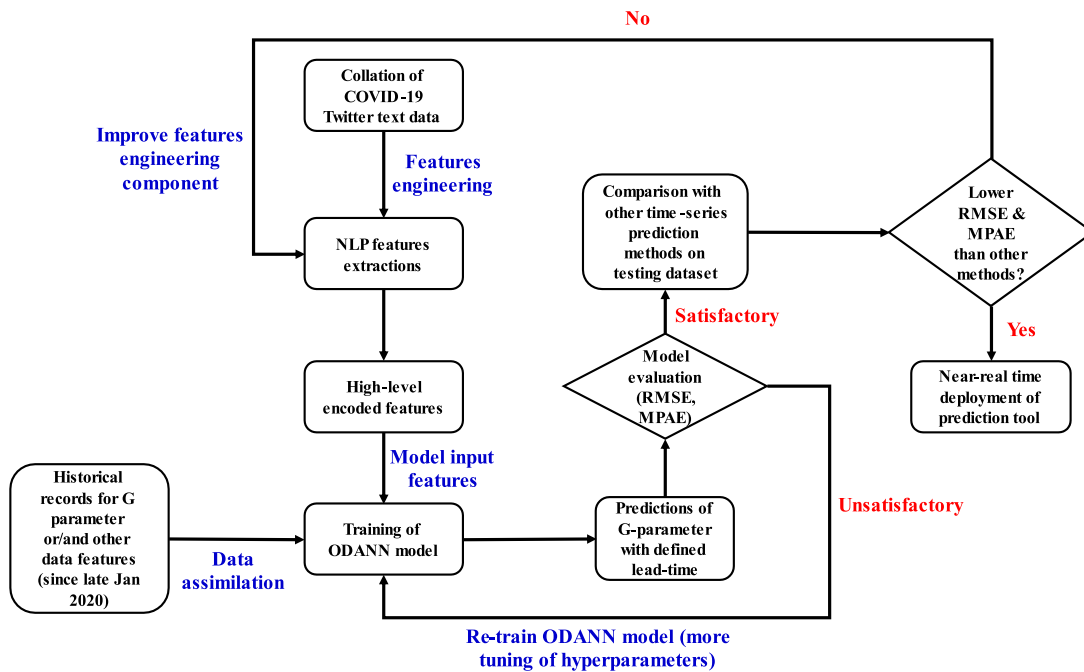 No
Collation of
COVID-19
Twitter text data
Improve features
engineering
component
Features
engineering
Comparison with
other time-series
prediction
methods on
testing dataset
Lower
RMSE &
MPAE
than other
methods?
NLP features
extractions
Satisfactory
Yes
Model
evaluation
(RMSE,
MPAE)
Near-real time
deployment of
prediction tool
High-level
encoded features
Model input
features
Historical
records for G
parameter
or/and other
data features
(since late Jan
2020)
Data
assimilation
Training of
ODANN model
Predictions of
G-parameter
with defined
lead-time
Unsatisfactory
Re-train ODANN model (more
tuning of hyperparameters)